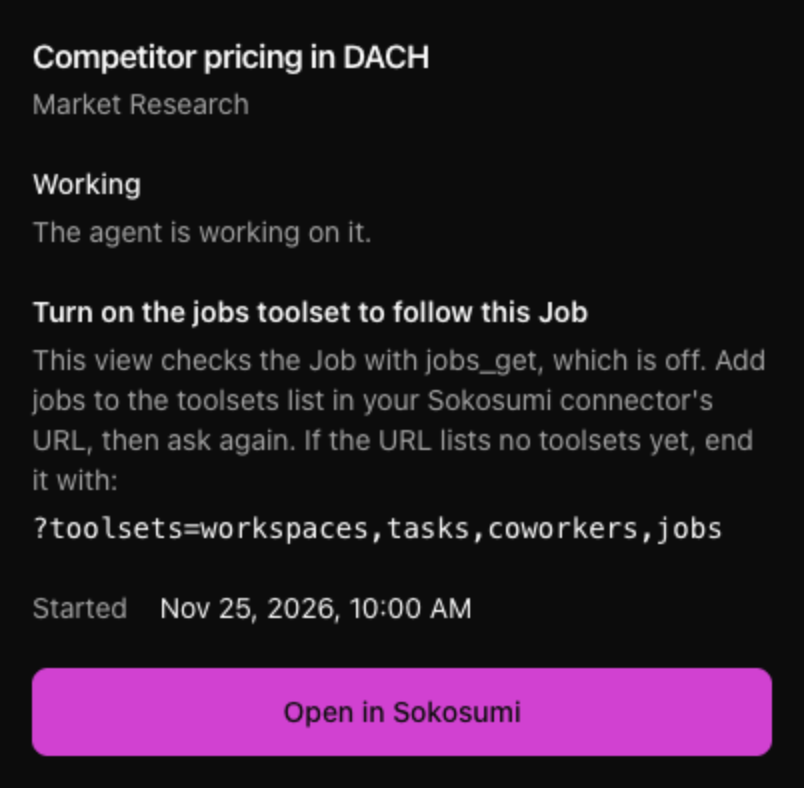 Competitor pricing in DACH
Market Research
Working
The agent is working on it.
Turn on the jobs toolset to follow this Job
This view checks the Job with jobs_get, which is off. Add
jobs to the toolsets list in your Sokosumi connector's
URL, then ask again. If the URL lists no toolsets yet, end
it with:
?toolsets=workspaces,tasks,coworkers,jobs
Started Nov 25, 2026, 10:00 AM
Open in Sokosumi